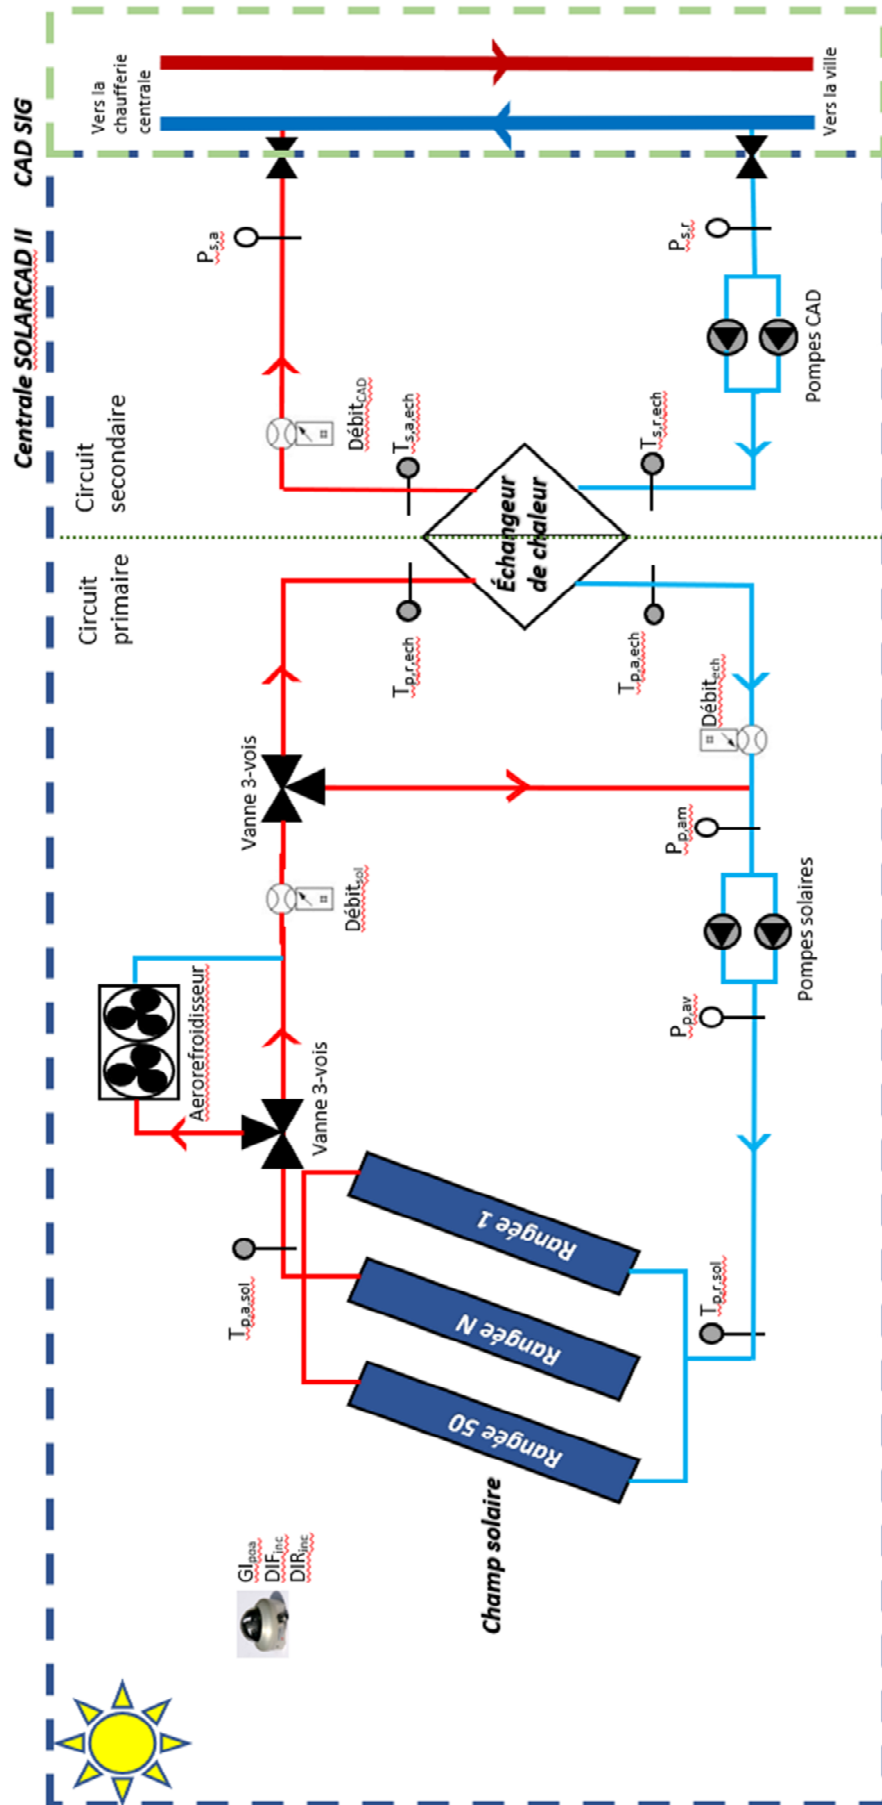 Centrale SOLARCAD II
CAD SIG
Circuit
primaire
Circuit
secondaire
Vers la
chaufferie
centrale
Vers la ville
GI poa
DIF inc
DIR inc
Champ solaire
Rangée 50
Rangée N
Rangée 1
T p,a,sol
T p,r,sol
Vanne 3-vois
Aerorefroidisseur
Débit sol
Vanne 3-vois
P p,av
Pompes solaires
P p,am
Débit ech
T p,r,ech
T p,a,ech
Échangeur
de chaleur
T s,a,ech
T s,r,ech
Débit CAD
Pompes CAD
P s,a
P s,r